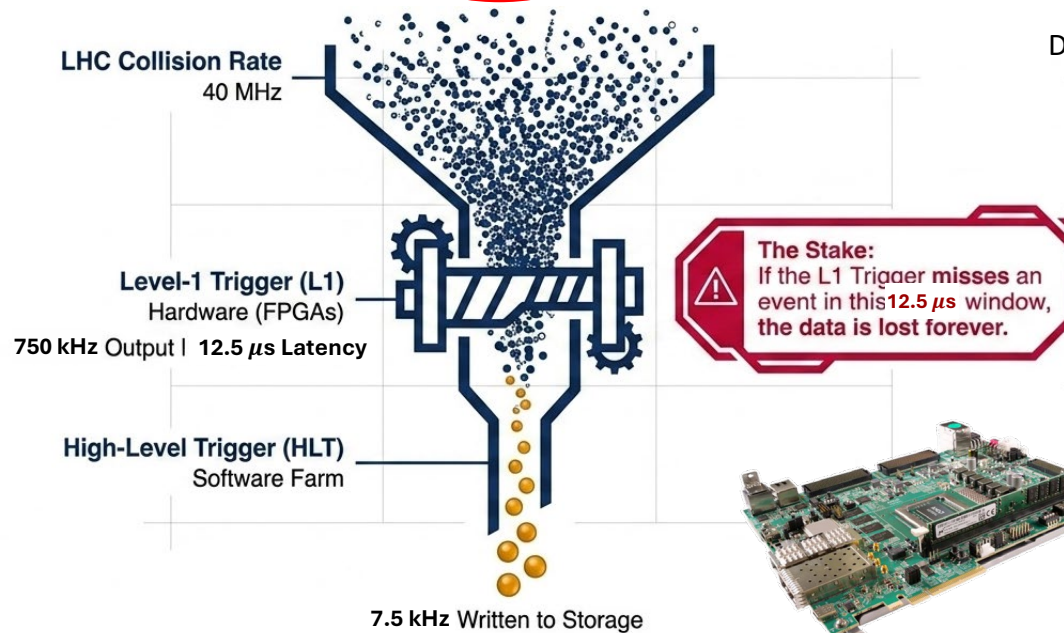 D
LHC Collision Rate
40 MHz
Level-1 Trigger (L1)
Hardware (FPGAs)
750 kHz Output | 12.5 μs Latency
The Stake:
If the L1 Trigger misses an
event in this 12.5 μs window,
the data is lost forever.
High-Level Trigger (HLT)
Software Farm
7.5 kHz Written to Storage